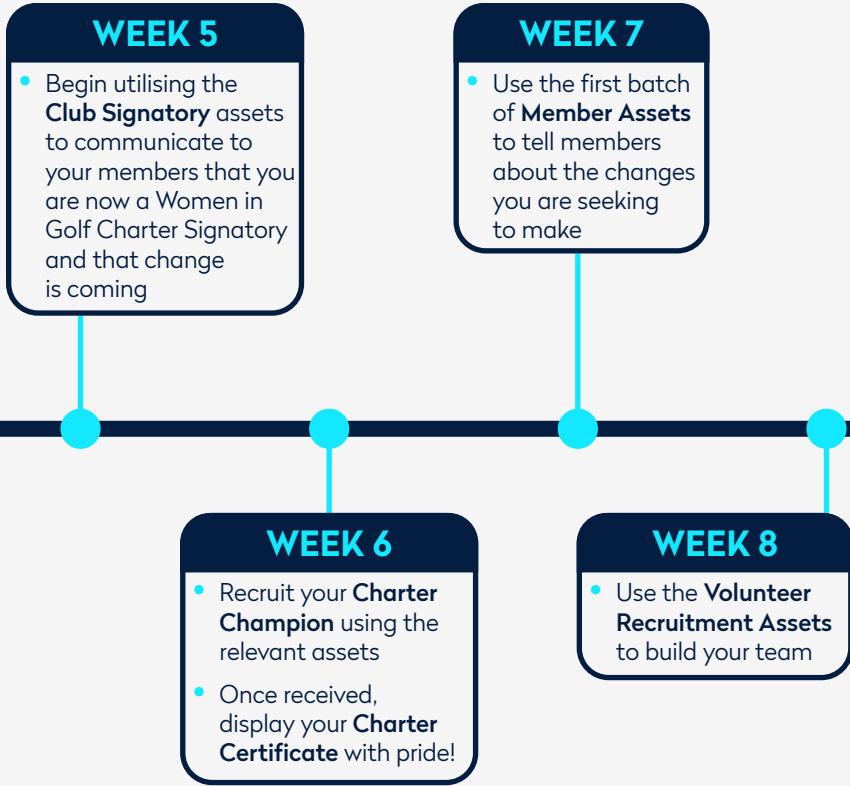 WEEK 5
• Begin utilising the
Club Signatory assets
to communicate to
your members that you
are now a Women in
Golf Charter Signatory
and that change
is coming
WEEK 6
• Recruit your Charter
Champion using the
relevant assets
• Once received,
display your Charter
Certificate with pride!
WEEK 7
• Use the first batch
of Member Assets
to tell members
about the changes
you are seeking
to make
WEEK 8
• Use the Volunteer
Recruitment Assets
to build your team